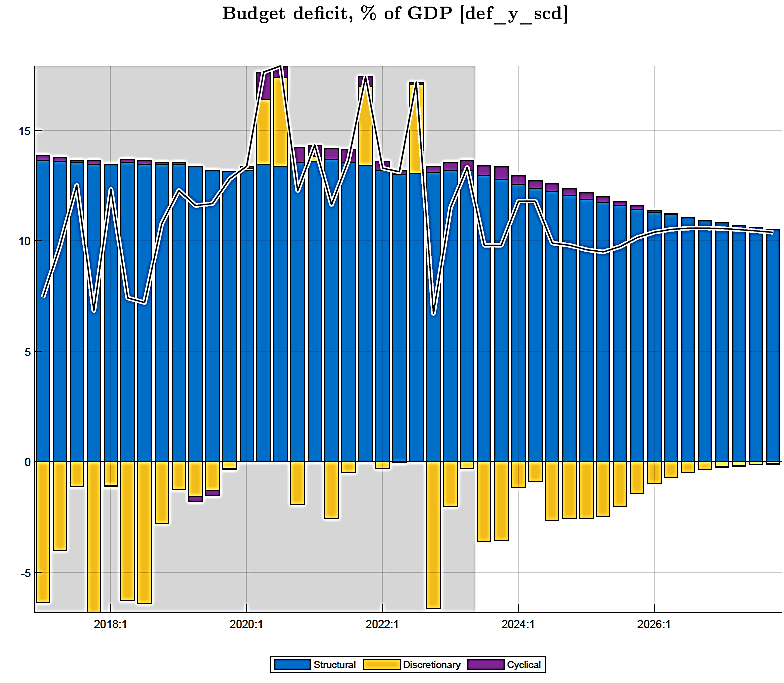 Budget deficit, % of GDP [def_y_scd]
15
10
5
0
-5
2018:1 2020:1 2022:1 2024:1 2026:1
Structural Discretionary Cyclical